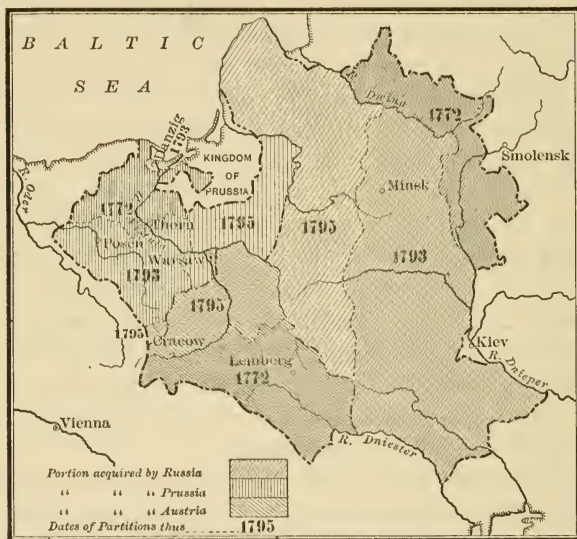 BALTIC
SEA
Danzig
1793
KINGDOM
OF
PRUSSIA
Dwina
1772
Smolensk
R. Oder
1772
Thorn
1795
Minsk
Posen
Warsaw
1795
1793
1793
1795
1795
Cracow
Lemberg
1772
Kiev
R. Dnieper
Vienna
R. Dniester
Portion acquired by Russia
“ “ “ Prussia
“ “ “ Austria
Dates of Partitions thus 1795